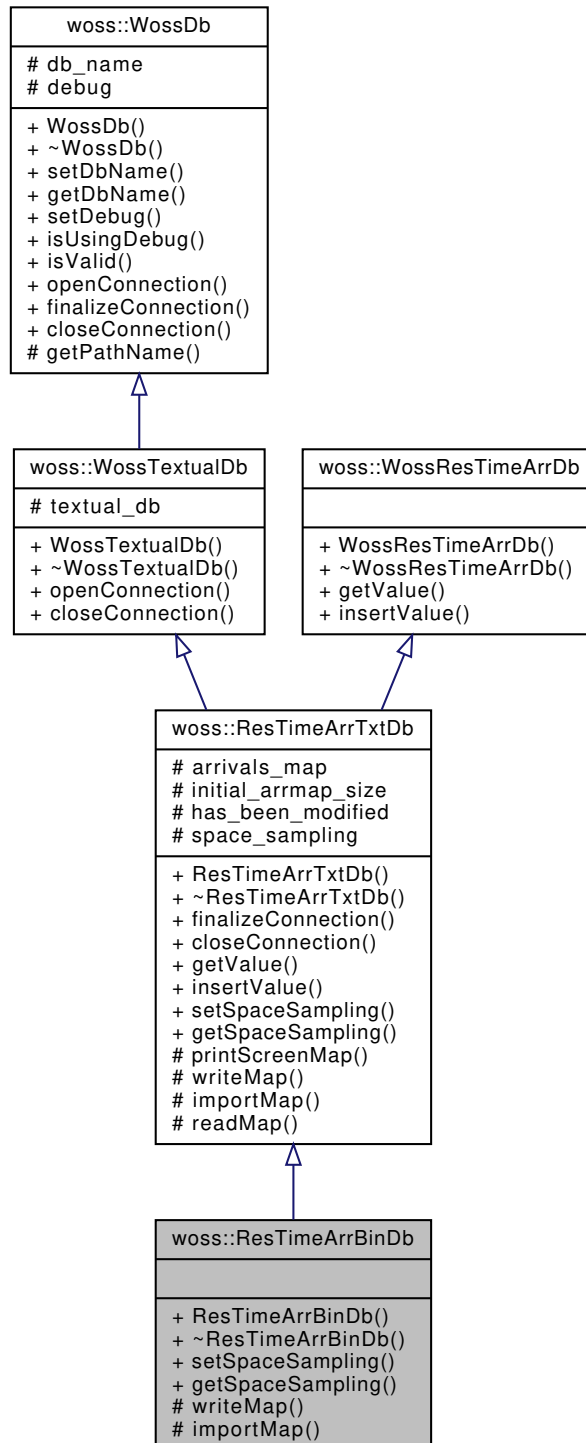 woss::WossDb
# db_name
# debug
+ WossDb()
+ ~WossDb()
+ setDbName()
+ getDbName()
+ setDebug()
+ isUsingDebug()
+ isValid()
+ openConnection()
+ finalizeConnection()
+ closeConnection()
# getPathName()
woss::WossTextualDb
# textual_db
+ WossTextualDb()
+ ~WossTextualDb()
+ openConnection()
+ closeConnection()
woss::WossResTimeArrDb
+ WossResTimeArrDb()
+ ~WossResTimeArrDb()
+ getValue()
+ insertValue()
woss::ResTimeArrTxtDb
# arrivals_map
# initial_arrmap_size
# has_been_modified
# space_sampling
+ ResTimeArrTxtDb()
+ ~ResTimeArrTxtDb()
+ finalizeConnection()
+ closeConnection()
+ getValue()
+ insertValue()
+ setSpaceSampling()
+ getSpaceSampling()
# printScreenMap()
# writeMap()
# importMap()
# readMap()
woss::ResTimeArrBinDb
+ ResTimeArrBinDb()
+ ~ResTimeArrBinDb()
+ setSpaceSampling()
+ getSpaceSampling()
# writeMap()
# importMap()